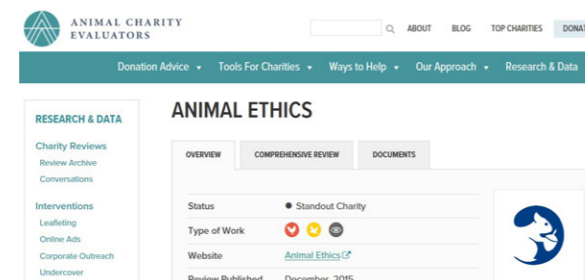 ANIMAL CHARITY
EVALUATORS
ABOUT BLOG TOP CHARITIES DONAT
Donation Advice Tools For Charities Ways to Help Our Approach Research & Data
RESEARCH & DATA
Charity Reviews
Review Archive
Conversations
Interventions
Leafleting
Online Ads
Corporate Outreach
Undercover
ANIMAL ETHICS
OVERVIEW COMPREHENSIVE REVIEW DOCUMENTS
Status Standout Charity
Type of Work
Website Animal Ethics
Review Published December, 2015